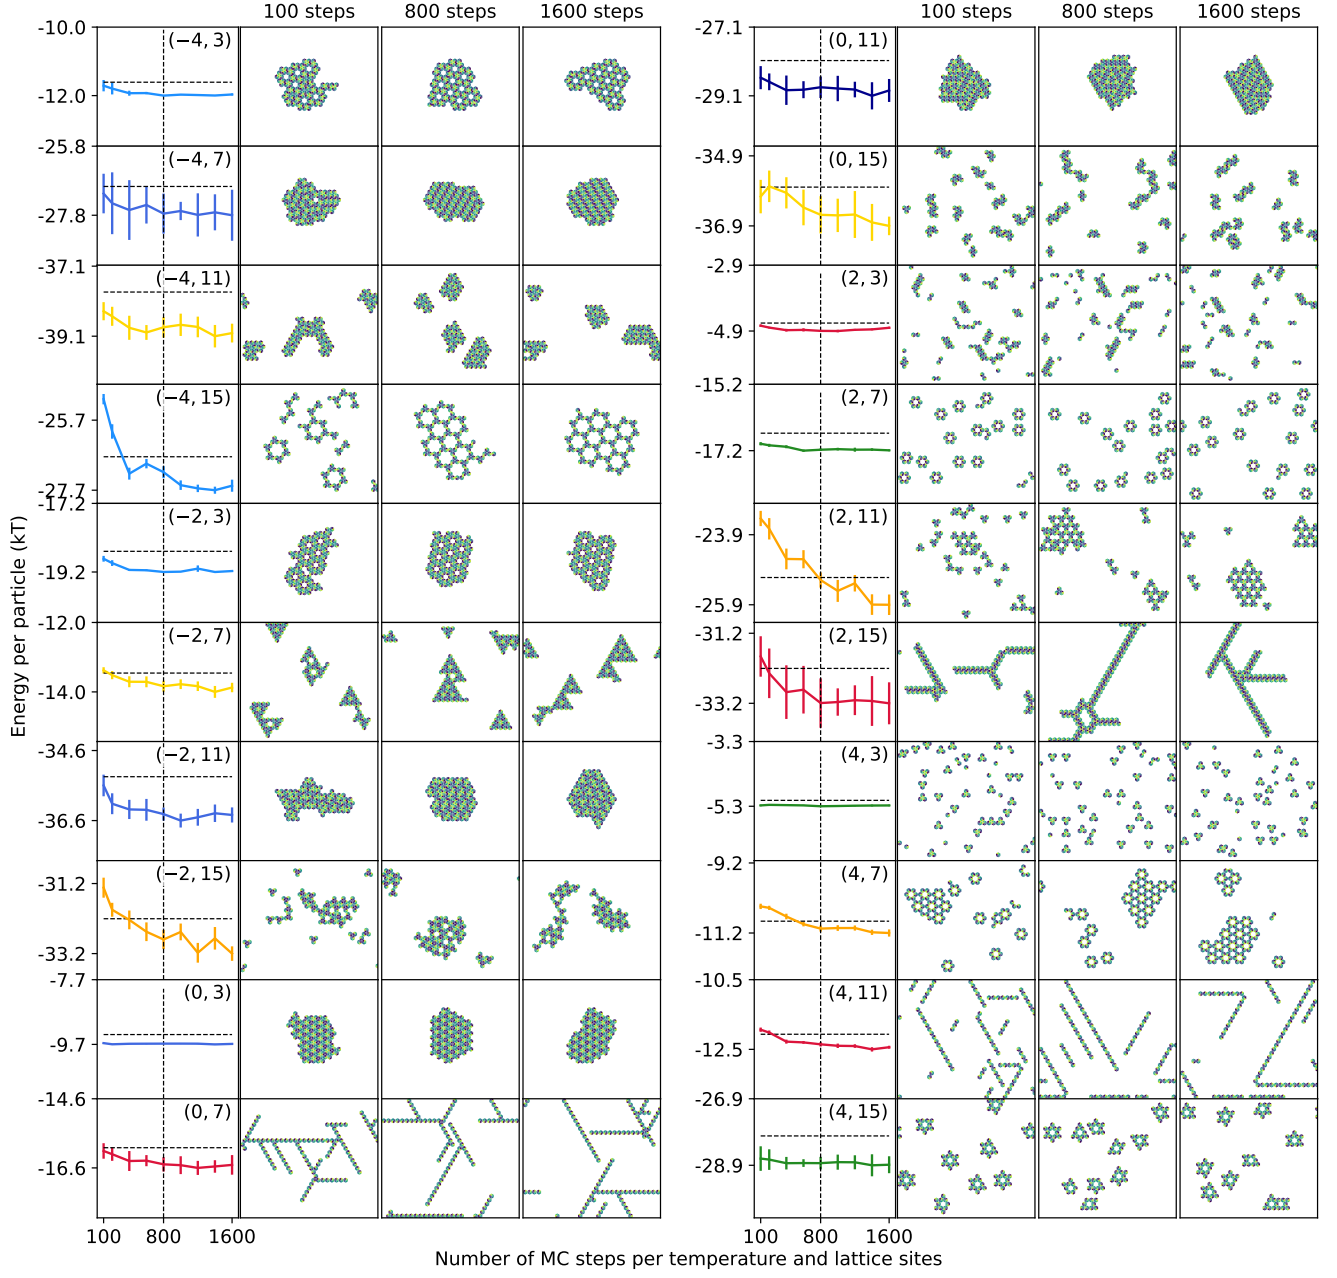 100 steps 800 steps 1600 steps 100 steps 800 steps 1600 steps
-10.0 (−4, 3) -27.1 (0, 11)
-12.0 -29.1
-25.8 (−4, 7) -34.9 (0, 15)
-27.8 -36.9
-37.1 (−4, 11) -2.9 (2, 3)
-39.1 -4.9
(−4, 15) -15.2 (2, 7)
-25.7 -17.2
-27.7
-17.2 (−2, 3) (2, 11)
-23.9
-19.2 -25.9
-12.0 (−2, 7) -31.2 (2, 15)
-14.0 -33.2
-34.6 (−2, 11) -3.3 (4, 3)
-36.6 -5.3
-31.2 (−2, 15) -9.2 (4, 7)
-33.2 -11.2
-7.7 (0, 3) -10.5 (4, 11)
-9.7 -12.5
-14.6 (0, 7) -26.9 (4, 15)
-16.6 -28.9
100 800 1600 100 800 1600
Energy per particle (kT)
Number of MC steps per temperature and lattice sites